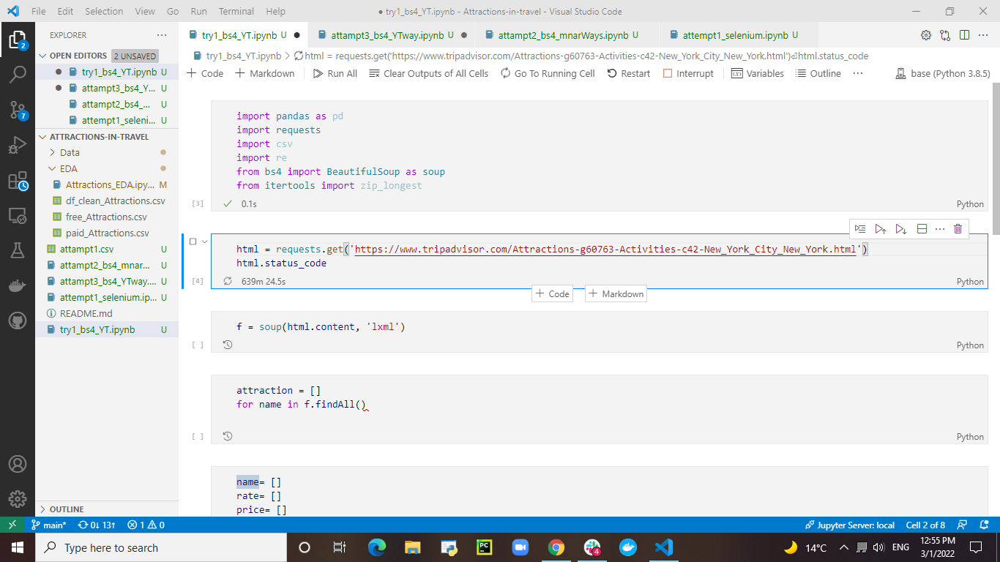 File Edit Selection View Go Run Terminal Help
● try1_bs4_YT.ipynb - Attractions-in-travel - Visual Studio Code
EXPLORER
OPEN EDITORS 2 UNSAVED
try1_bs4_YT.ipynb U
attampt3_bs4_Y... U
attampt2_bs4_... U
attempt1_seleni... U
ATTRACTIONS-IN-TRAVEL
Data
EDA
Attractions_EDA.ipy... M
df_clean_Attractions.csv
free_Attractions.csv
paid_Attractions.csv
attampt1.csv U
attampt2_bs4_mnar... U
attampt3_bs4_YTway.... U
attempt1_selenium.ip... U
README.md
try1_bs4_YT.ipynb U
OUTLINE
2
7
try1_bs4_YT.ipynb U ● attampt3_bs4_YTway.ipynb U ● attampt2_bs4_mnarWays.ipynb U attempt1_selenium.ipynb U
try1_bs4_YT.ipynb > html = requests.get('https://www.tripadvisor.com/Attractions-g60763-Activities-c42-New_York_City_New_York.html')⏎html.status_code
+ Code + Markdown Run All Clear Outputs of All Cells Go To Running Cell Restart Interrupt Variables Outline ... base (Python 3.8.5)
import pandas as pd
import requests
import csv
import re
from bs4 import BeautifulSoup as soup
from itertools import zip_longest
[3] ✓ 0.1s Python
html = requests.get('https://www.tripadvisor.com/Attractions-g60763-Activities-c42-New_York_City_New_York.html')
html.status_code
[4] 639m 24.5s Python
+ Code + Markdown
f = soup(html.content, 'lxml')
[ ] Python
attraction = []
for name in f.findAll()
[ ] Python
name= []
rate= []
price= []
main* 0↓ 13↑ 1 0 Jupyter Server: local Cell 2 of 8
Type here to search
PC
4
14°C ENG 12:55 PM
3/1/2022